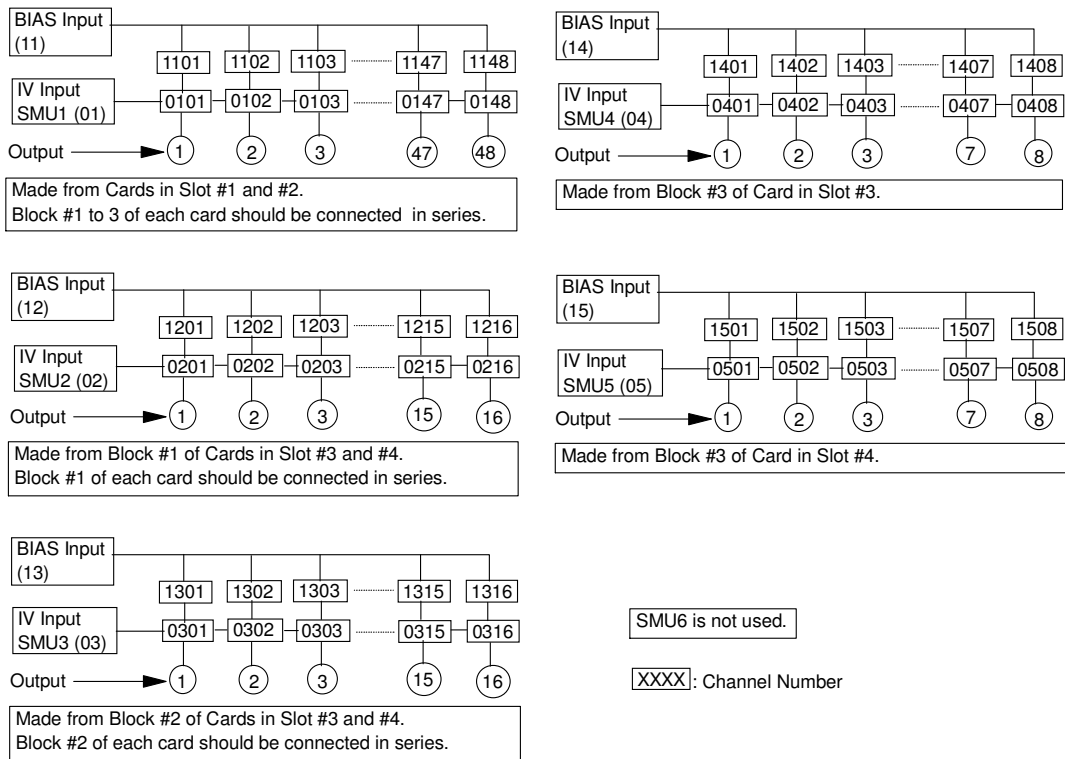 BIAS Input
(11)
1101 1102 1103 1147 1148
IV Input
SMU1 (01)
0101 0102 0103 0147 0148
Output 1 2 3 47 48
Made from Cards in Slot #1 and #2.
Block #1 to 3 of each card should be connected in series.
BIAS Input
(12)
1201 1202 1203 1215 1216
IV Input
SMU2 (02)
0201 0202 0203 0215 0216
Output 1 2 3 15 16
Made from Block #1 of Cards in Slot #3 and #4.
Block #1 of each card should be connected in series.
BIAS Input
(13)
1301 1302 1303 1315 1316
IV Input
SMU3 (03)
0301 0302 0303 0315 0316
Output 1 2 3 15 16
Made from Block #2 of Cards in Slot #3 and #4.
Block #2 of each card should be connected in series.
BIAS Input
(14)
1401 1402 1403 1407 1408
IV Input
SMU4 (04)
0401 0402 0403 0407 0408
Output 1 2 3 7 8
Made from Block #3 of Card in Slot #3.
BIAS Input
(15)
1501 1502 1503 1507 1508
IV Input
SMU5 (05)
0501 0502 0503 0507 0508
Output 1 2 3 7 8
Made from Block #3 of Card in Slot #4.
SMU6 is not used.
XXXX : Channel Number